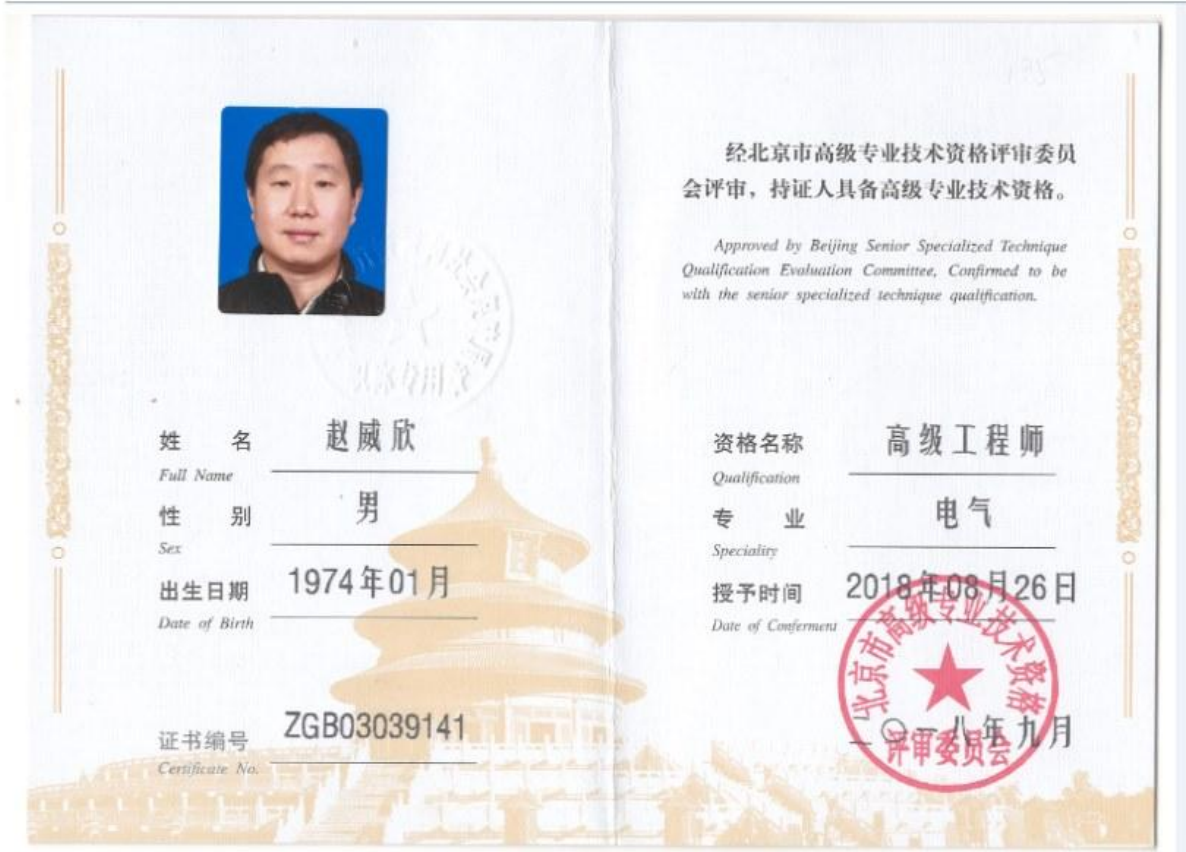 经北京市高级专业技术资格评审委员
会评审，持证人具备高级专业技术资格。
Approved by Beijing Senior Specialized Technique
Qualification Evaluation Committee, Confirmed to be
with the senior specialized technique qualification.
姓 名 赵威欣
Full Name
性 别 男
Sex
出生日期 1974年01月
Date of Birth
证书编号 ZGB03039141
Certificate No.
资格名称 高级工程师
Qualification
专 业 电气
Speciality
授予时间 2018年08月26日
Date of Conferment
北京市高级专业技术资格
评审委员会
二〇一八年九月